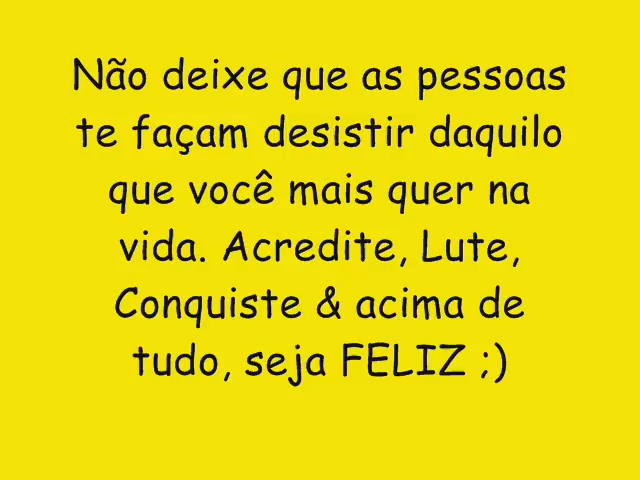 Não deixe que as pessoas
te façam desistir daquilo
que você mais quer na
vida. Acredite, Lute,
Conquiste & acima de
tudo, seja FELIZ ;)